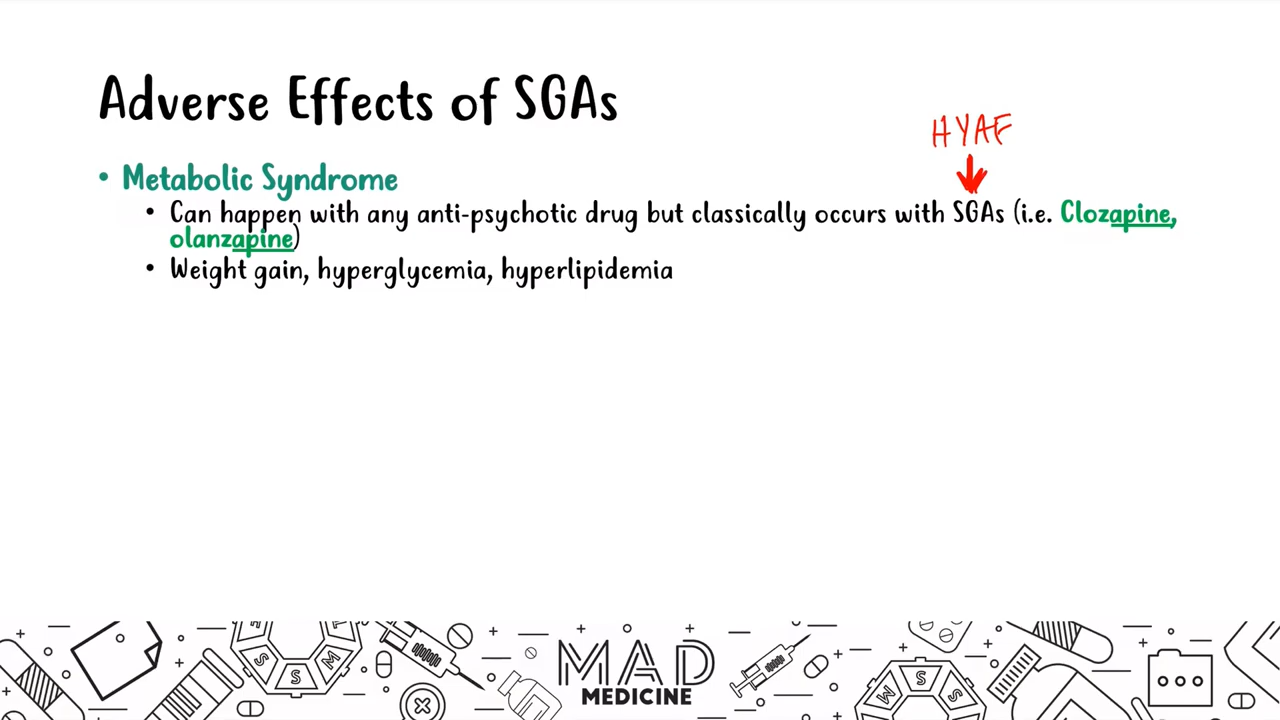 Adverse Effects of SGAs
HYAF
• Metabolic Syndrome
• Can happen with any anti-psychotic drug but classically occurs with SGAs (i.e. Clozapine,
olanzapine)
• Weight gain, hyperglycemia, hyperlipidemia
S S M
MAD
MEDICINE
M S S